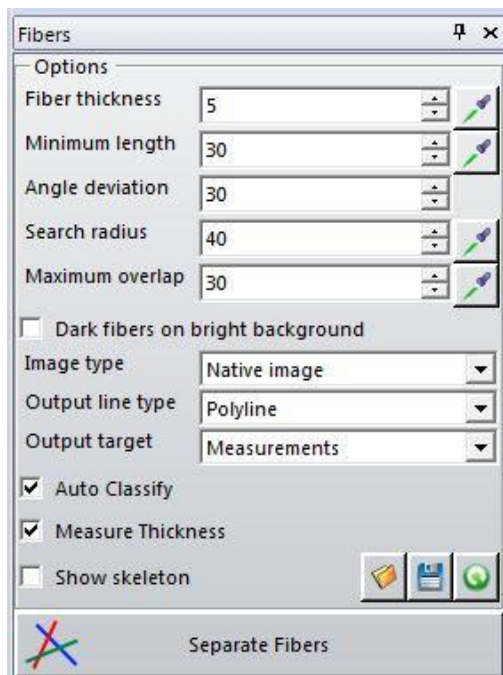 Fibers
Options
Fiber thickness 5
Minimum length 30
Angle deviation 30
Search radius 40
Maximum overlap 30
Dark fibers on bright background
Image type Native image
Output line type Polyline
Output target Measurements
Auto Classify
Measure Thickness
Show skeleton
Separate Fibers